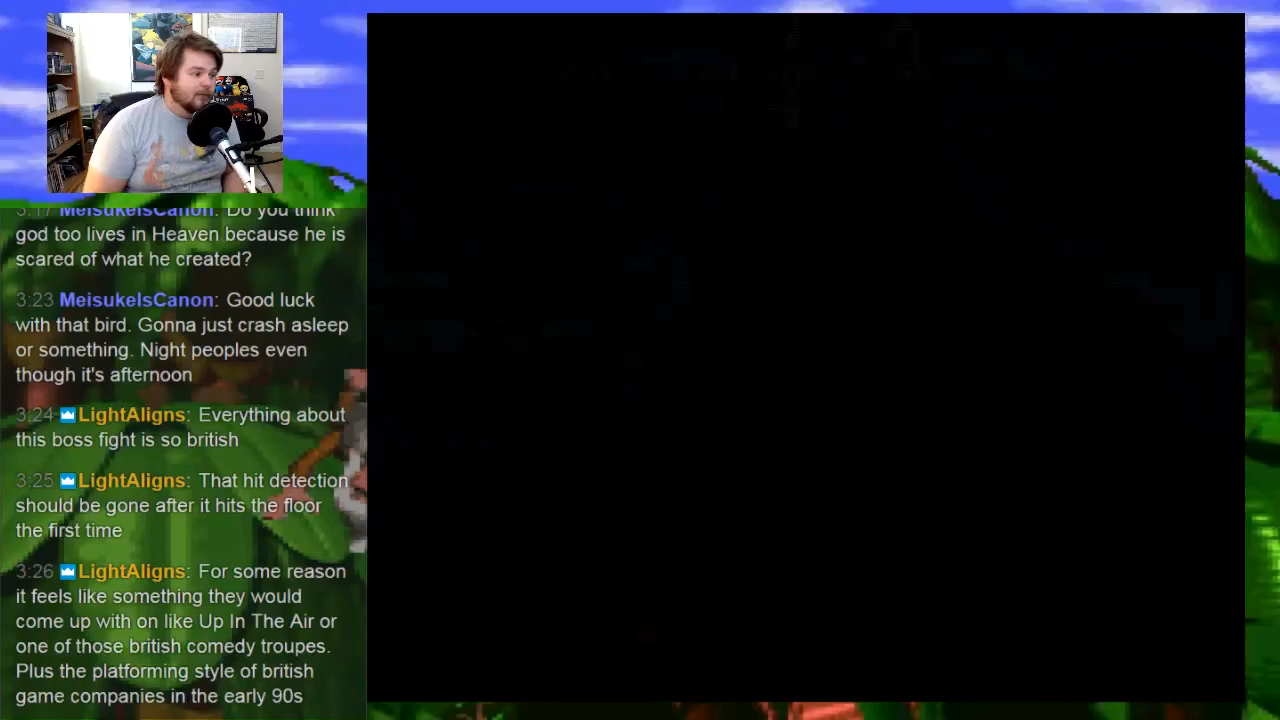 3:17 MeisukeIsCanon: Do you think
god too lives in Heaven because he is
scared of what he created?
3:23 MeisukeIsCanon: Good luck
with that bird. Gonna just crash asleep
or something. Night peoples even
though it's afternoon
3:24 LightAligns: Everything about
this boss fight is so british
3:25 LightAligns: That hit detection
should be gone after it hits the floor
the first time
3:26 LightAligns: For some reason
it feels like something they would
come up with on like Up In The Air or
one of those british comedy troupes.
Plus the platforming style of british
game companies in the early 90s